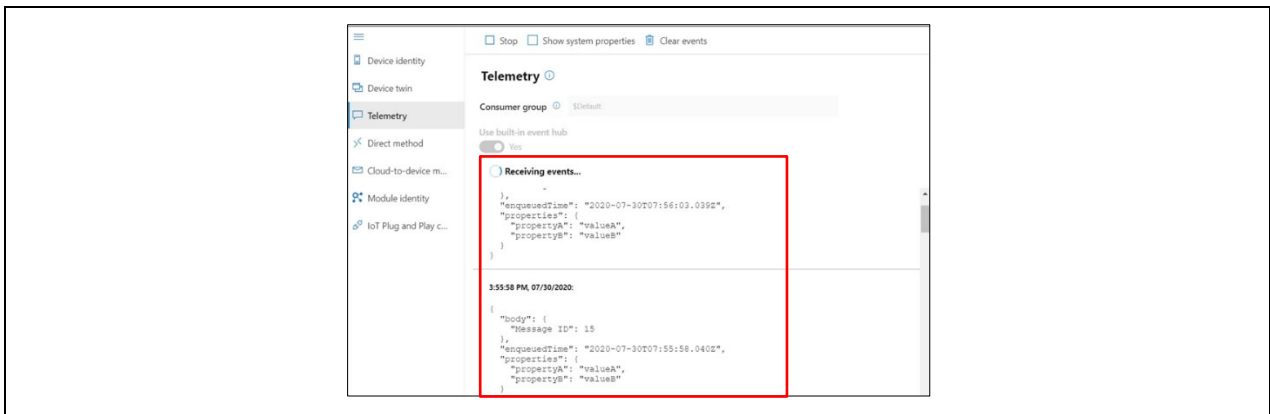 Stop Show system properties Clear events
Device identity
Device twin
Telemetry
Direct method
Cloud-to-device m...
Module identity
IoT Plug and Play c...
Telemetry
Consumer group $Default
Use built-in event hub
Yes
Receiving events...
},
"enqueuedTime": "2020-07-30T07:56:03.039Z",
"properties": {
"propertyA": "valueA",
"propertyB": "valueB"
}
}
3:55:58 PM, 07/30/2020:
{
"body": {
"Message ID": 15
},
"enqueuedTime": "2020-07-30T07:55:58.040Z",
"properties": {
"propertyA": "valueA",
"propertyB": "valueB"
}